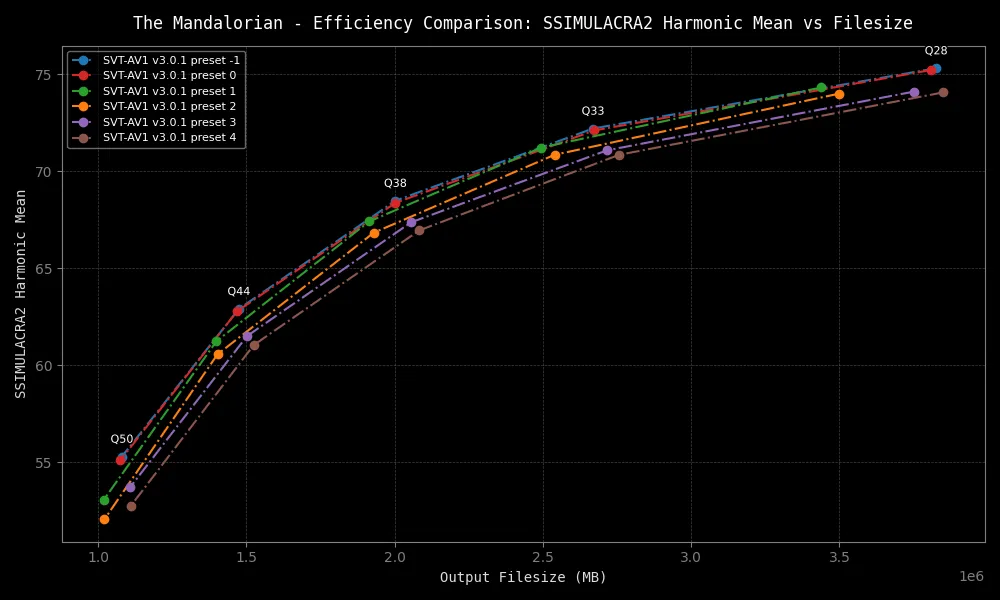 The Mandalorian - Efficiency Comparison: SSIMULACRA2 Harmonic Mean vs Filesize
SVT-AV1 v3.0.1 preset -1
SVT-AV1 v3.0.1 preset 0
SVT-AV1 v3.0.1 preset 1
SVT-AV1 v3.0.1 preset 2
SVT-AV1 v3.0.1 preset 3
SVT-AV1 v3.0.1 preset 4
Q28
Q33
Q38
Q44
Q50
SSIMULACRA2 Harmonic Mean
75
70
65
60
55
1.0 1.5 2.0 2.5 3.0 3.5
1e6
Output Filesize (MB)